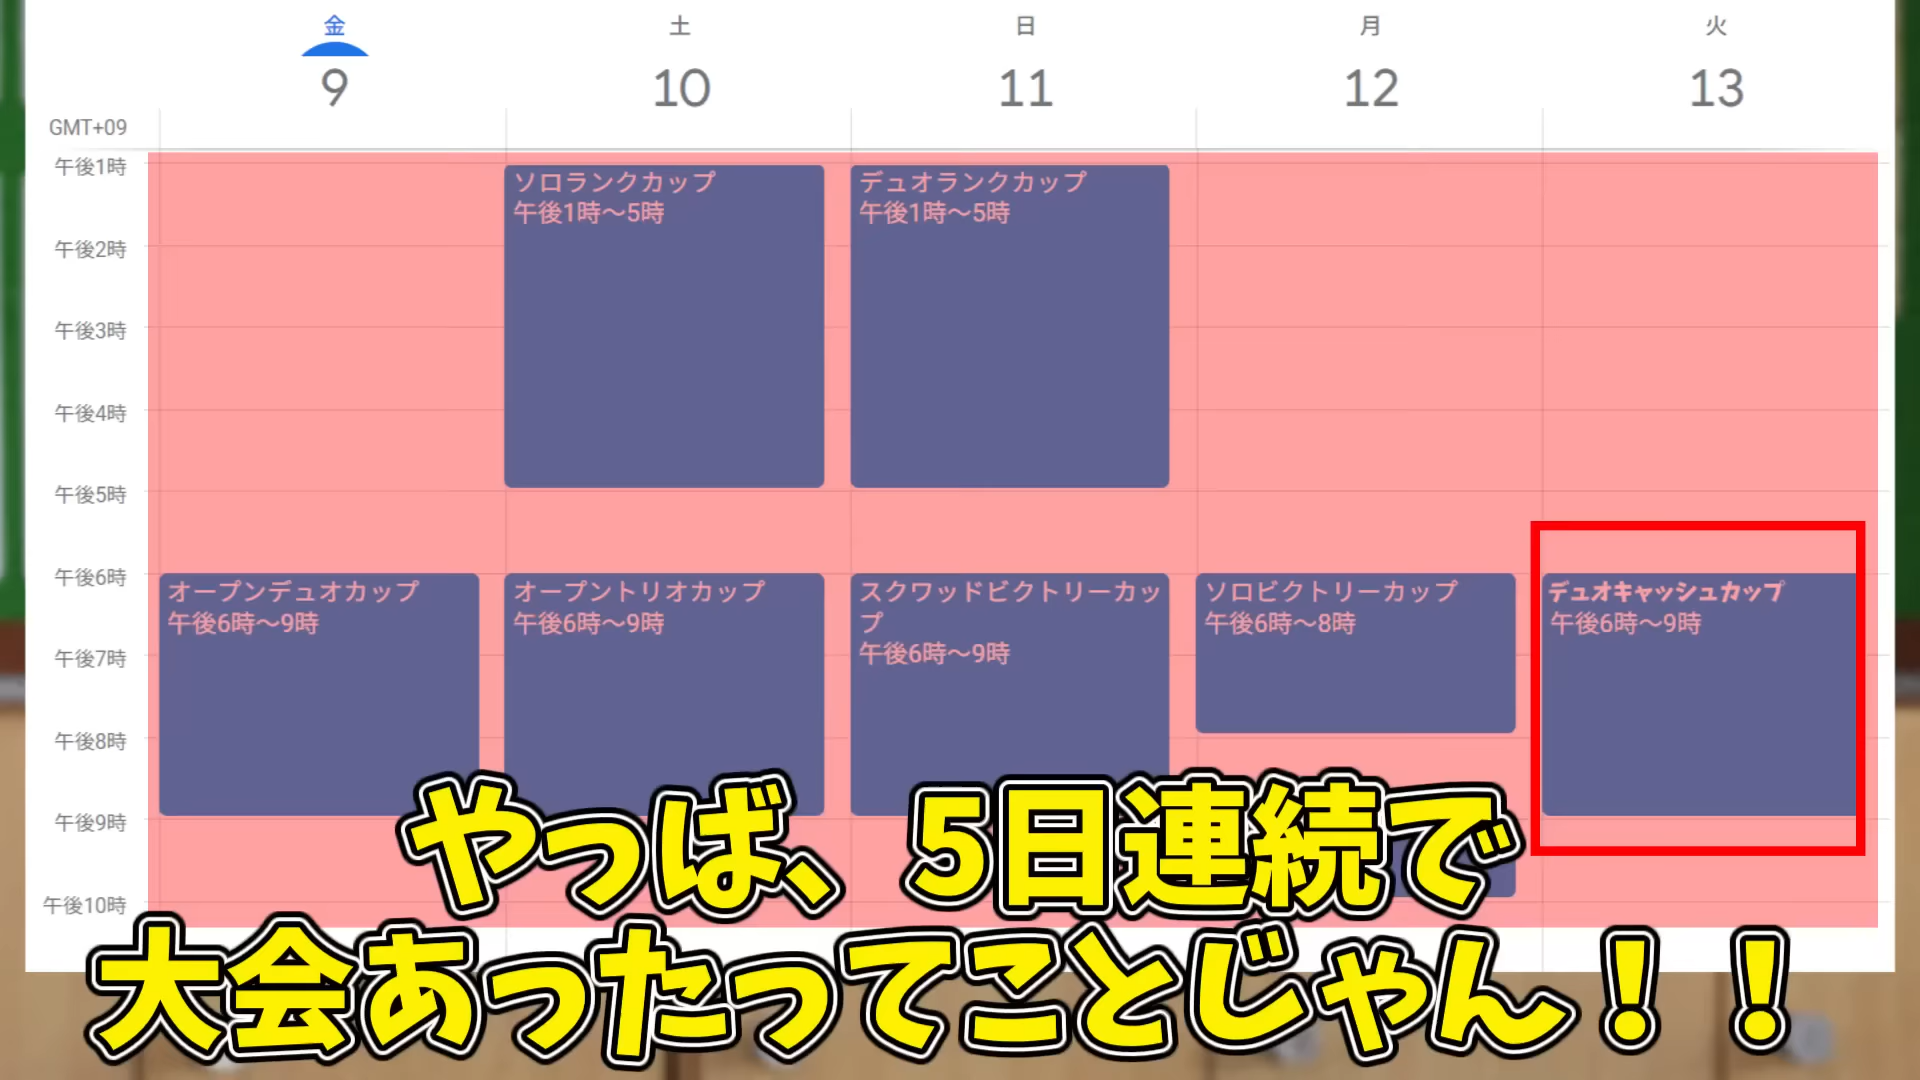 金 土 日 月 火
9 10 11 12 13
GMT+09
午後1時
午後2時
午後3時
午後4時
午後5時
午後6時
午後7時
午後8時
午後9時
午後10時
ソロランクカップ
午後1時～5時
デュオランクカップ
午後1時～5時
オープンデュオカップ
午後6時～9時
オープントリオカップ
午後6時～9時
スクワッドビクトリーカッ
プ
午後6時～9時
ソロビクトリーカップ
午後6時～8時
デュオキャッシュカップ
午後6時～9時
やっば、5日連続で
大会あったってことじゃん！！